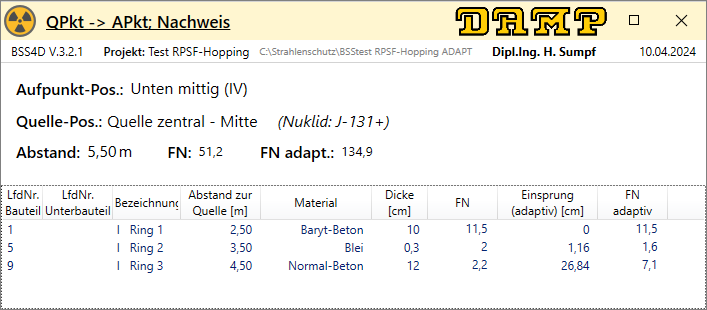 QPkt -> APkt; Nachweis DAMP
BSS4D V.3.2.1 Projekt: Test RPSF-Hopping C:\Strahlenschutz\BSStest RPSF-Hopping ADAPT Dipl.Ing. H. Sumpf 10.04.2024
Aufpunkt-Pos.: Unten mittig (IV)
Quelle-Pos.: Quelle zentral - Mitte (Nuklid: J-131+)
Abstand: 5,50 m FN: 51,2 FN adapt.: 134,9
LfdNr. LfdNr. Abstand zur Dicke Einsprung FN
Bauteil Unterbauteil Bezeichnung Quelle [m] Material [cm] FN (adaptiv) [cm] adaptiv
1 I Ring 1 2,50 Baryt-Beton 10 11,5 0 11,5
5 I Ring 2 3,50 Blei 0,3 2 1,16 1,6
9 I Ring 3 4,50 Normal-Beton 12 2,2 26,84 7,1